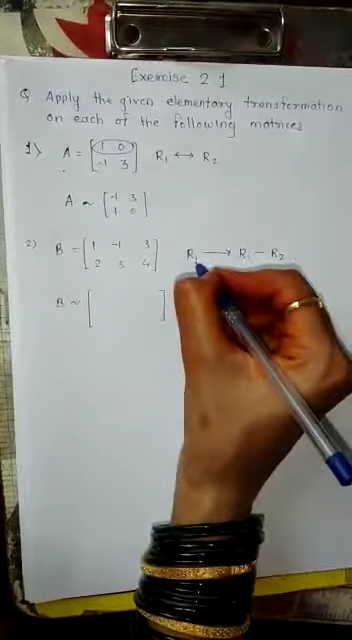 Exercise 2 1
Q Apply the given elementary transformation
on each of the following matrices
1) A = [1 0 R₁ ↔ R₂
-1 3]
A ~ [-1 3
1 0]
2) B = [1 -1 3 R₁ → R₁ - R₂
2 5 4]
B ~ [ ]